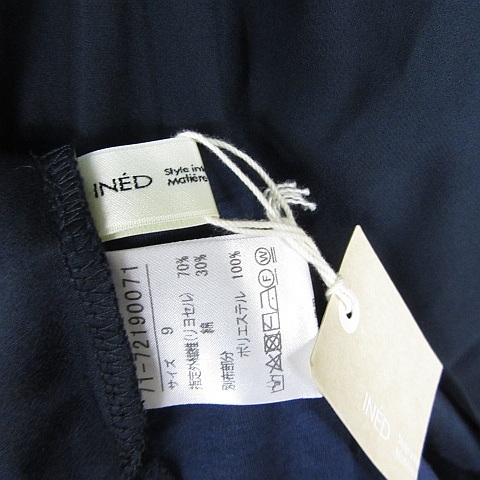 INÉD
Style in
Matière
71-72190071
サイズ 9
指定外繊維(リヨセル) 70%
綿 30%
別布部分
ポリエステル 100%
INÉD